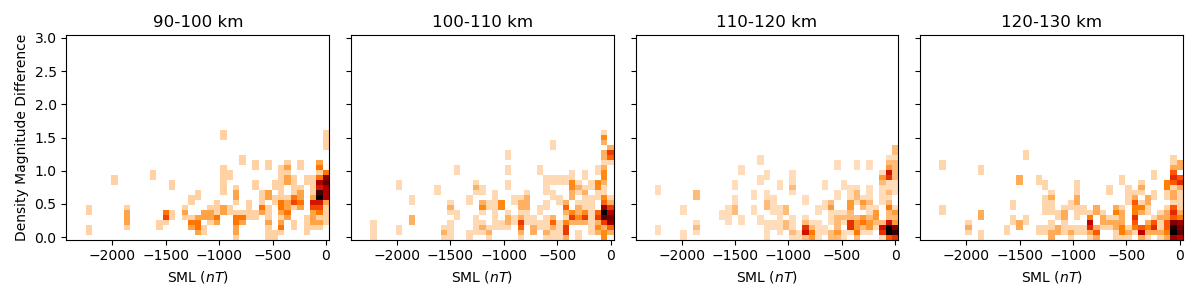 90-100 km
100-110 km
110-120 km
120-130 km
Density Magnitude Difference
3.0
2.5
2.0
1.5
1.0
0.5
0.0
−2000 −1500 −1000 −500 0
−2000 −1500 −1000 −500 0
−2000 −1500 −1000 −500 0
−2000 −1500 −1000 −500 0
SML (nT)
SML (nT)
SML (nT)
SML (nT)